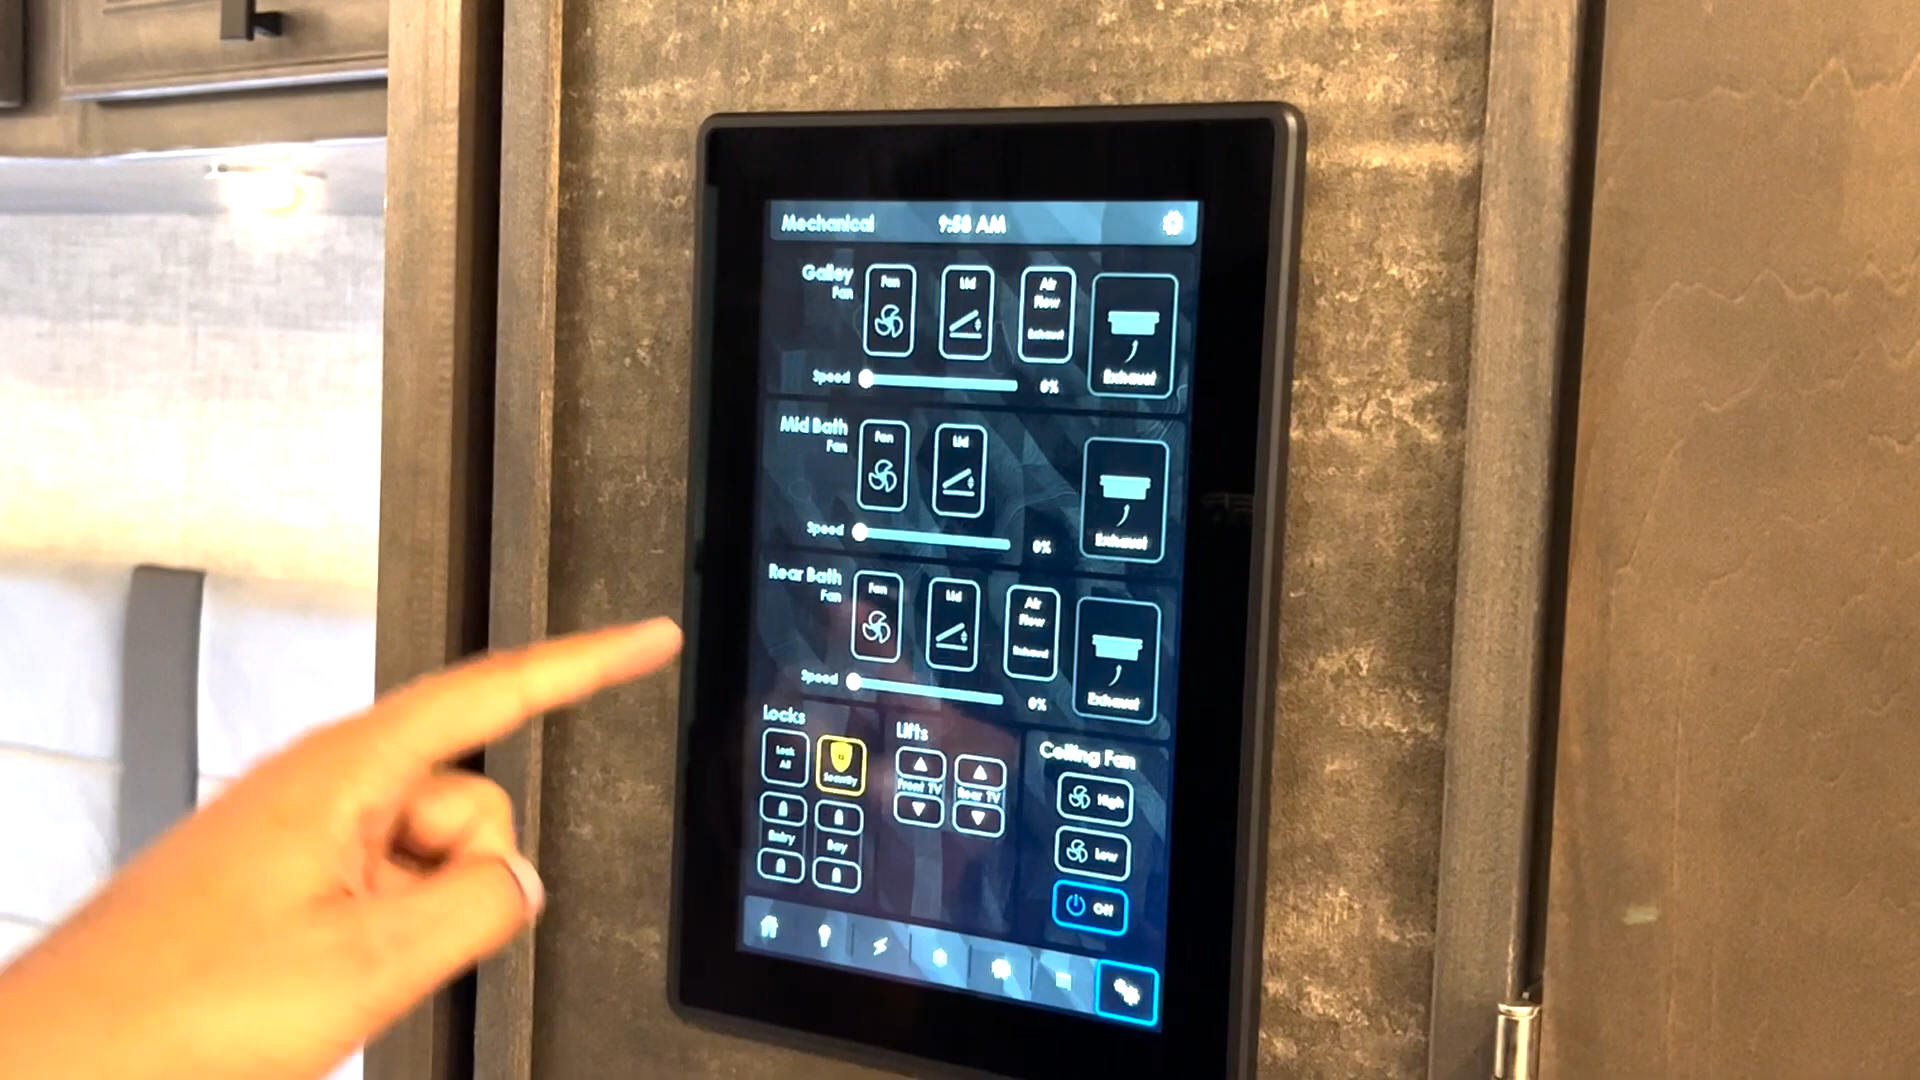 Mechanical 9:58 AM
Galley
Fan
Fan
Lid
Air
Flow
Exhaust
Exhaust
Speed
0%
Mid Bath
Fan
Fan
Lid
Exhaust
Speed
0%
Rear Bath
Fan
Fan
Lid
Air
Flow
Exhaust
Exhaust
Speed
0%
Locks
Lock
All
Security
Entry
Bay
Lifts
Front TV
Rear TV
Ceiling Fan
High
Low
Off